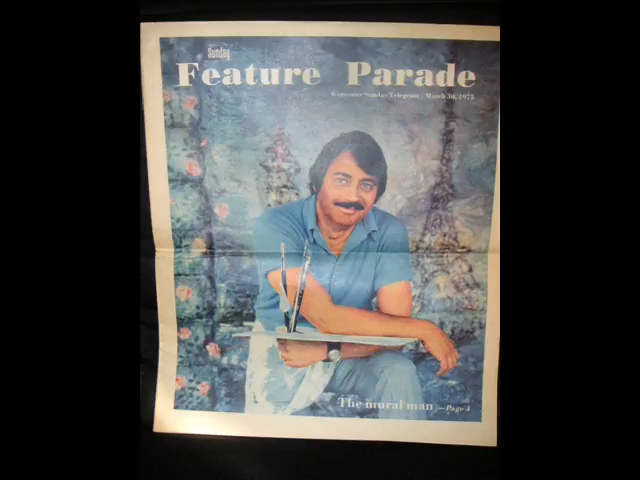 Sunday
Feature Parade
Worcester Sunday Telegram / March 30, 1975
The mural man —Page 4